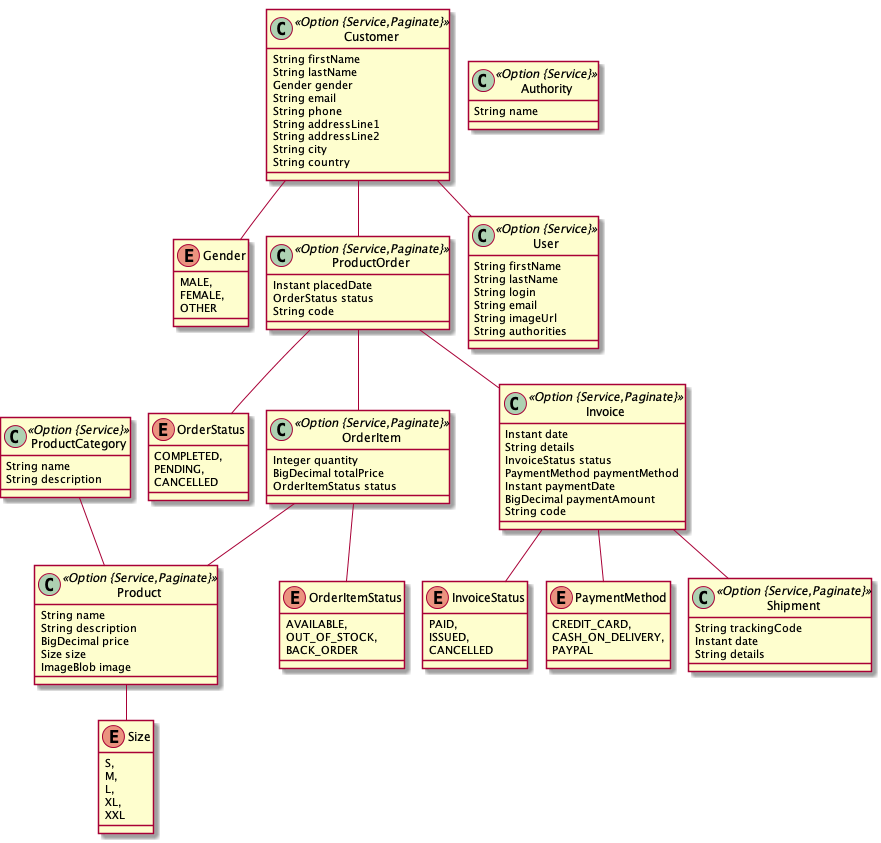 C «Option {Service,Paginate}»
Customer
String firstName
String lastName
Gender gender
String email
String phone
String addressLine1
String addressLine2
String city
String country
C «Option {Service}»
Authority
String name
E Gender
MALE,
FEMALE,
OTHER
C «Option {Service,Paginate}»
ProductOrder
Instant placedDate
OrderStatus status
String code
C «Option {Service}»
User
String firstName
String lastName
String login
String email
String imageUrl
String authorities
C «Option {Service}»
ProductCategory
String name
String description
E OrderStatus
COMPLETED,
PENDING,
CANCELLED
C «Option {Service,Paginate}»
OrderItem
Integer quantity
BigDecimal totalPrice
OrderItemStatus status
C «Option {Service,Paginate}»
Invoice
Instant date
String details
InvoiceStatus status
PaymentMethod paymentMethod
Instant paymentDate
BigDecimal paymentAmount
String code
C «Option {Service,Paginate}»
Product
String name
String description
BigDecimal price
Size size
ImageBlob image
E OrderItemStatus
AVAILABLE,
OUT_OF_STOCK,
BACK_ORDER
E InvoiceStatus
PAID,
ISSUED,
CANCELLED
E PaymentMethod
CREDIT_CARD,
CASH_ON_DELIVERY,
PAYPAL
C «Option {Service,Paginate}»
Shipment
String trackingCode
Instant date
String details
E Size
S,
M,
L,
XL,
XXL